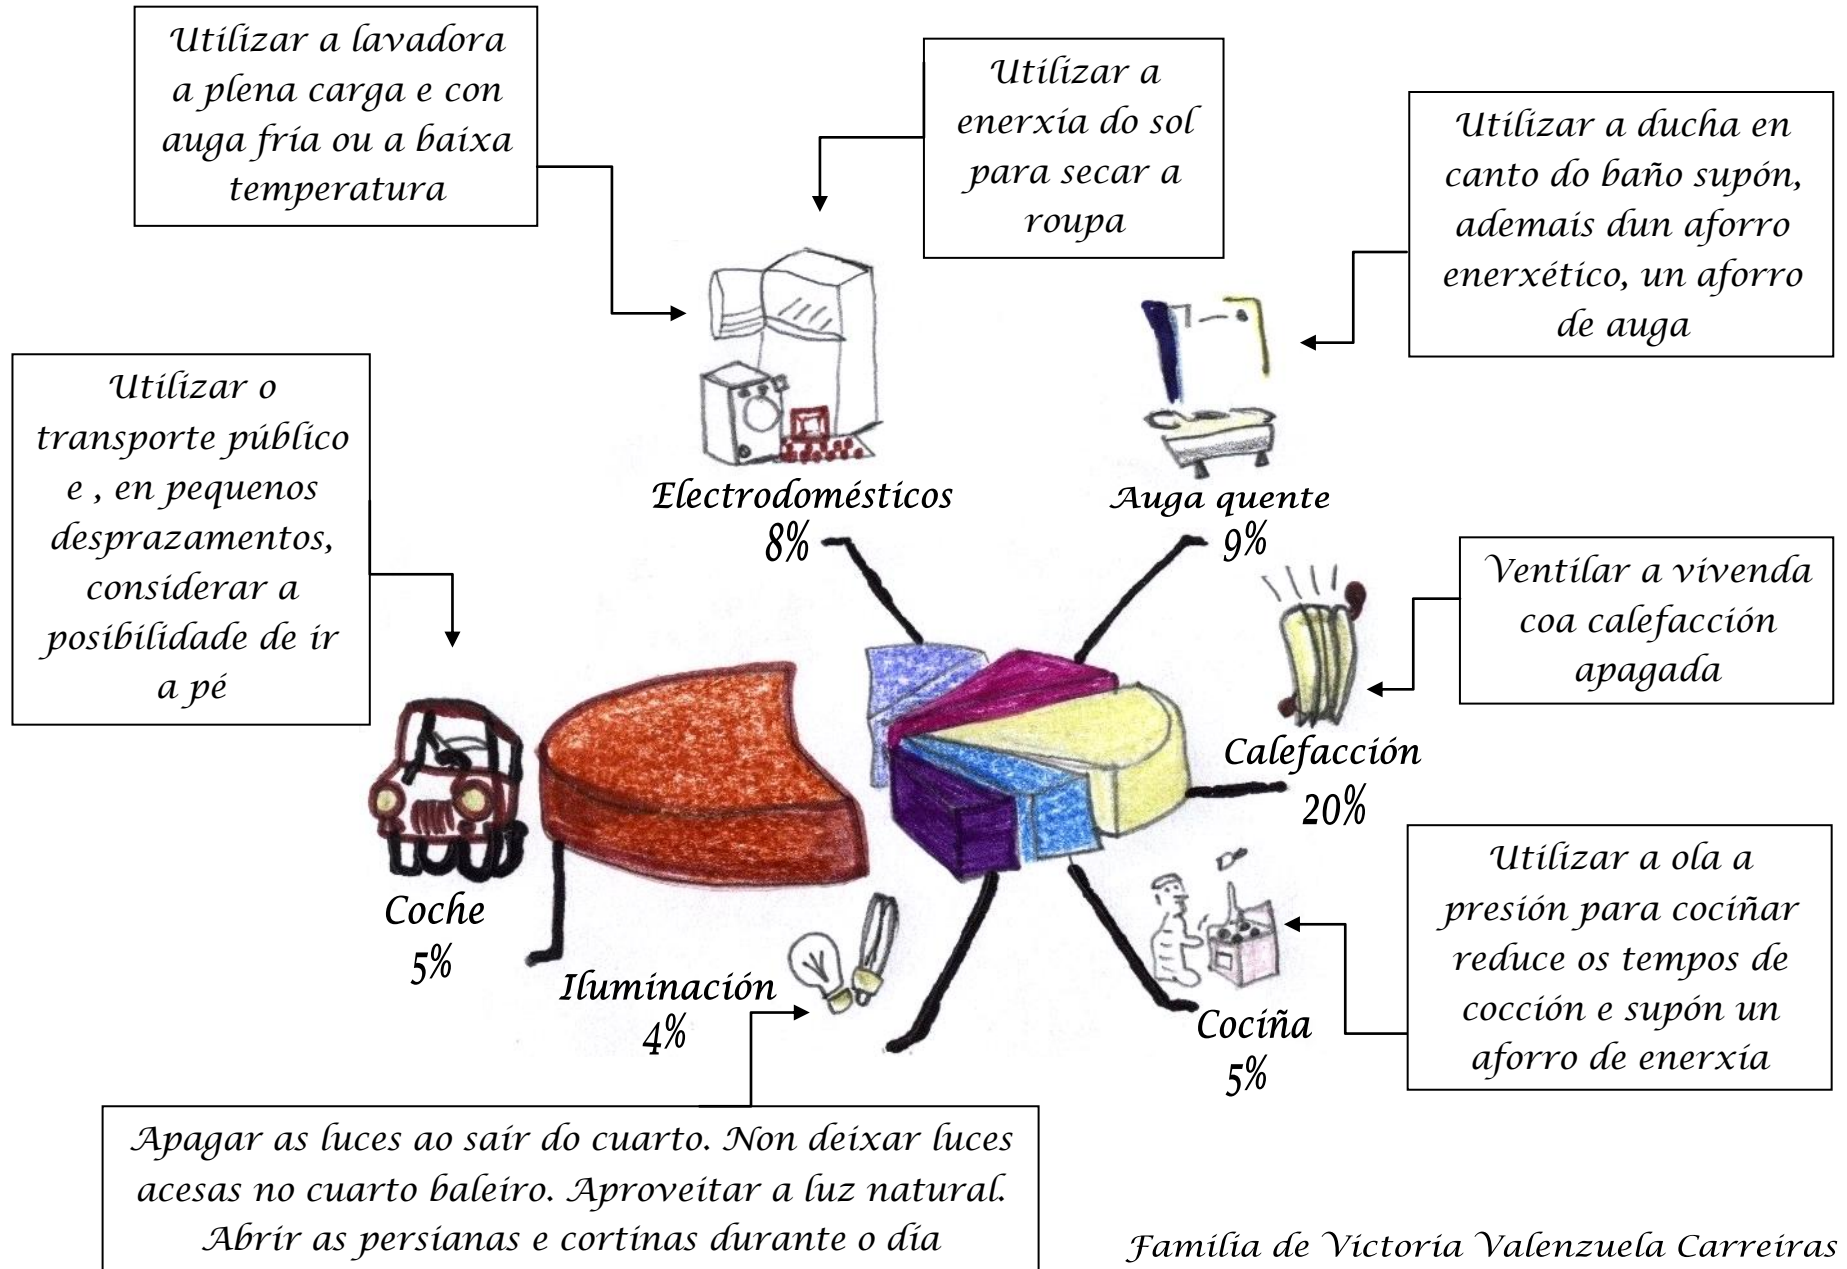 Utilizar a lavadora
a plena carga e con
auga fría ou a baixa
temperatura
Utilizar a
enerxía do sol
para secar a
roupa
Utilizar a ducha en
canto do baño supón,
ademais dun aforro
enerxético, un aforro
de auga
Utilizar o
transporte público
e , en pequenos
desprazamentos,
considerar a
posibilidade de ir
a pé
Electrodomésticos
8%
Auga quente
9%
Ventilar a vivenda
coa calefacción
apagada
Calefacción
20%
Coche
5%
Iluminación
4%
Cociña
5%
Utilizar a ola a
presión para cociñar
reduce os tempos de
cocción e supón un
aforro de enerxía
Apagar as luces ao saír do cuarto. Non deixar luces
acesas no cuarto baleiro. Aproveitar a luz natural.
Abrir as persianas e cortinas durante o día
Familia de Victoria Valenzuela Carreiras